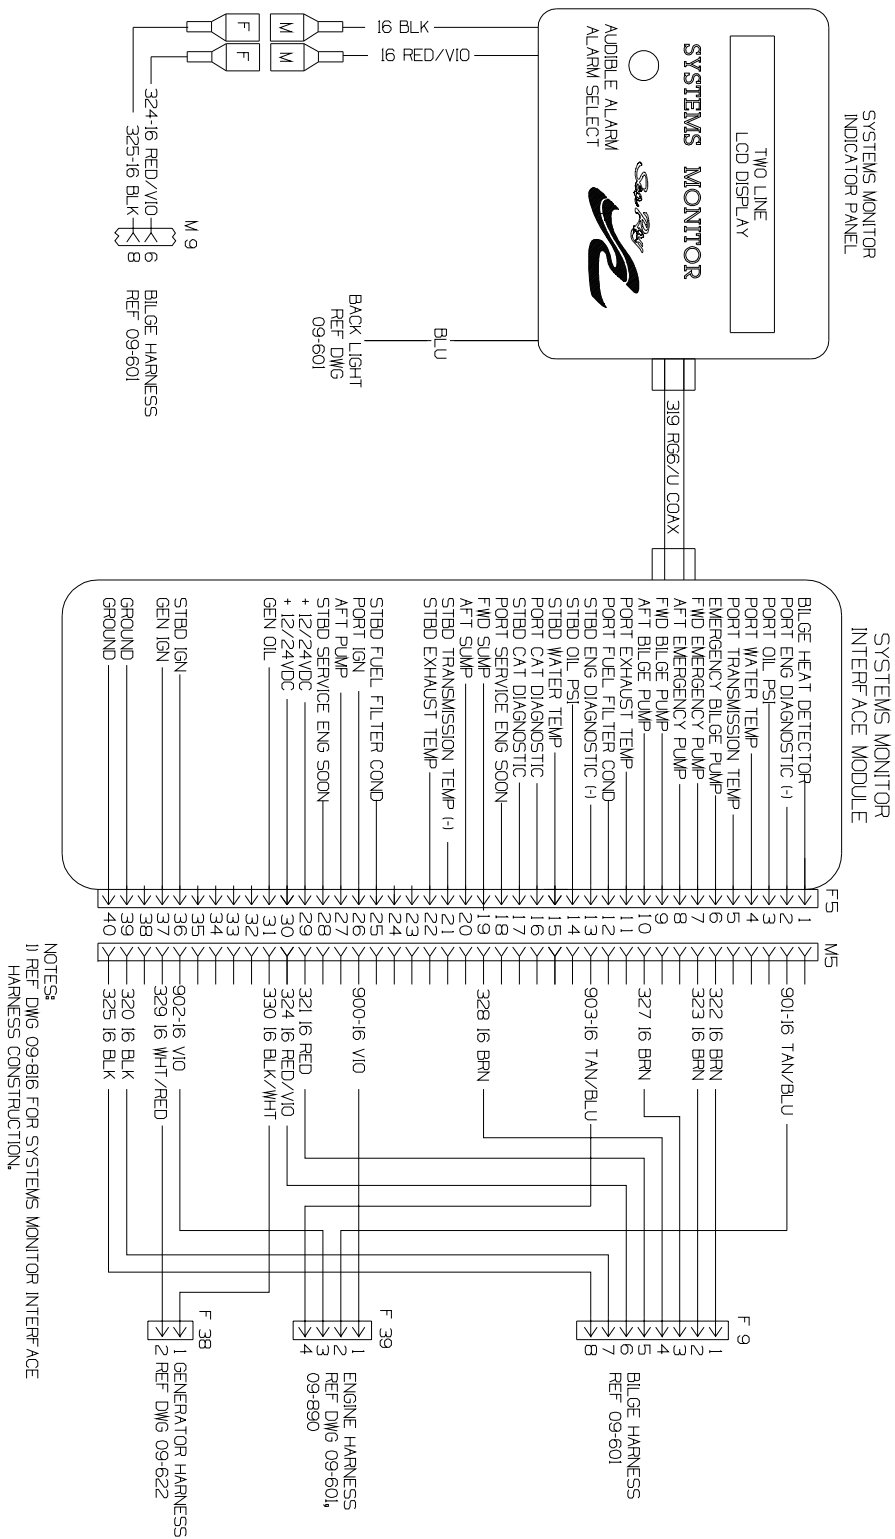 SYSTEMS MONITOR
INDICATOR PANEL
TWO LINE
LCD DISPLAY
SYSTEMS MONITOR
AUDIBLE ALARM
ALARM SELECT
Sea Ray
16 BLK
16 RED/VIO
M
M
F
F
324-16 RED/VIO
325-16 BLK
M 9
6
8
BILGE HARNESS
REF 09-601
BLU
BACK LIGHT
REF DWG
09-601
319 RG6/U COAX
SYSTEMS MONITOR
INTERFACE MODULE
F5
M5
BILGE HEAT DETECTOR 1
PORT ENG DIAGNOSTIC (-) 2 901-16 TAN/BLU
PORT OIL PSI 3
PORT WATER TEMP 4
PORT TRANSMISSION TEMP 5
EMERGENCY BILGE PUMP 6 322 16 BRN
FWD EMERGENCY PUMP 7 323 16 BRN
AFT EMERGENCY PUMP 8
FWD BILGE PUMP 9
AFT BILGE PUMP 10 327 16 BRN
PORT EXHAUST TEMP 11
PORT FUEL FILTER COND 12
STBD ENG DIAGNOSTIC (-) 13 903-16 TAN/BLU
STBD OIL PSI 14
STBD WATER TEMP 15
PORT CAT DIAGNOSTIC 16
STBD CAT DIAGNOSTIC 17
PORT SERVICE ENG SOON 18
FWD SUMP 19 328 16 BRN
AFT SUMP 20
STBD TRANSMISSION TEMP (-) 21
STBD EXHAUST TEMP 22
23
24
STBD FUEL FILTER COND 25
PORT IGN 26 900-16 VIO
AFT PUMP 27
STBD SERVICE ENG SOON 28
+ 12/24VDC 29 321 16 RED
+ 12/24VDC 30 324 16 RED/VIO
GEN OIL 31 330 16 BLK/WHT
32
33
34
35
STBD IGN 36 902-16 VIO
GEN IGN 37 329 16 WHT/RED
38
GROUND 39 320 16 BLK
GROUND 40 325 16 BLK
F 9
1
2
3
4
5
6
7
8
BILGE HARNESS
REF 09-601
F 39
1
2
3
4
ENGINE HARNESS
REF DWG 09-601,
09-890
F 38
1 GENERATOR HARNESS
2 REF DWG 09-622
NOTES:
1) REF DWG 09-816 FOR SYSTEMS MONITOR INTERFACE
HARNESS CONSTRUCTION.